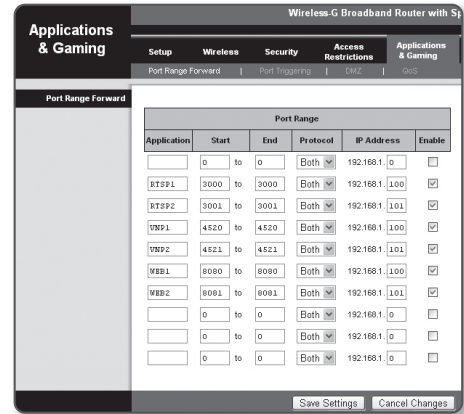 Wireless-G Broadband Router with Sp
Applications
& Gaming
Setup Wireless Security Access Restrictions Applications & Gaming
Port Range Forward | Port Triggering | DMZ | QoS
Port Range Forward
Port Range
Application Start End Protocol IP Address Enable
0 to 0 Both 192.168.1. 0
RTSP1 3000 to 3000 Both 192.168.1. 100
RTSP2 3001 to 3001 Both 192.168.1. 101
VNP1 4520 to 4520 Both 192.168.1. 100
VNP2 4521 to 4521 Both 192.168.1. 101
WEB1 8080 to 8080 Both 192.168.1. 100
WEB2 8081 to 8081 Both 192.168.1. 101
0 to 0 Both 192.168.1. 0
0 to 0 Both 192.168.1. 0
0 to 0 Both 192.168.1. 0
Save Settings Cancel Changes